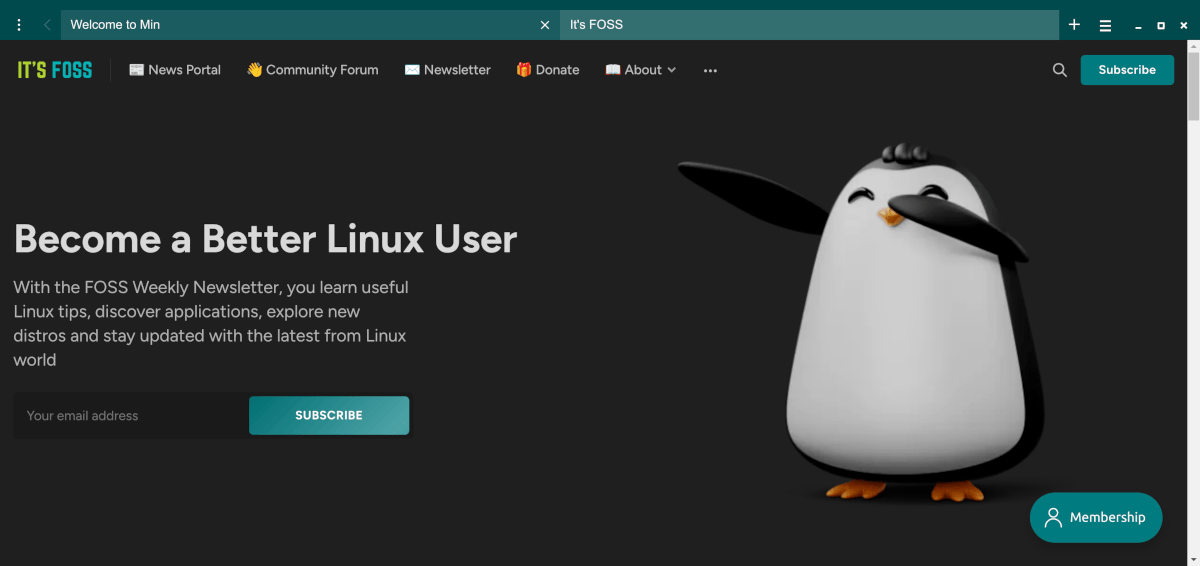 Welcome to Min
It's FOSS
IT'S FOSS
News Portal
Community Forum
Newsletter
Donate
About
Subscribe
Become a Better Linux User
With the FOSS Weekly Newsletter, you learn useful
Linux tips, discover applications, explore new
distros and stay updated with the latest from Linux
world
Your email address
SUBSCRIBE
Membership